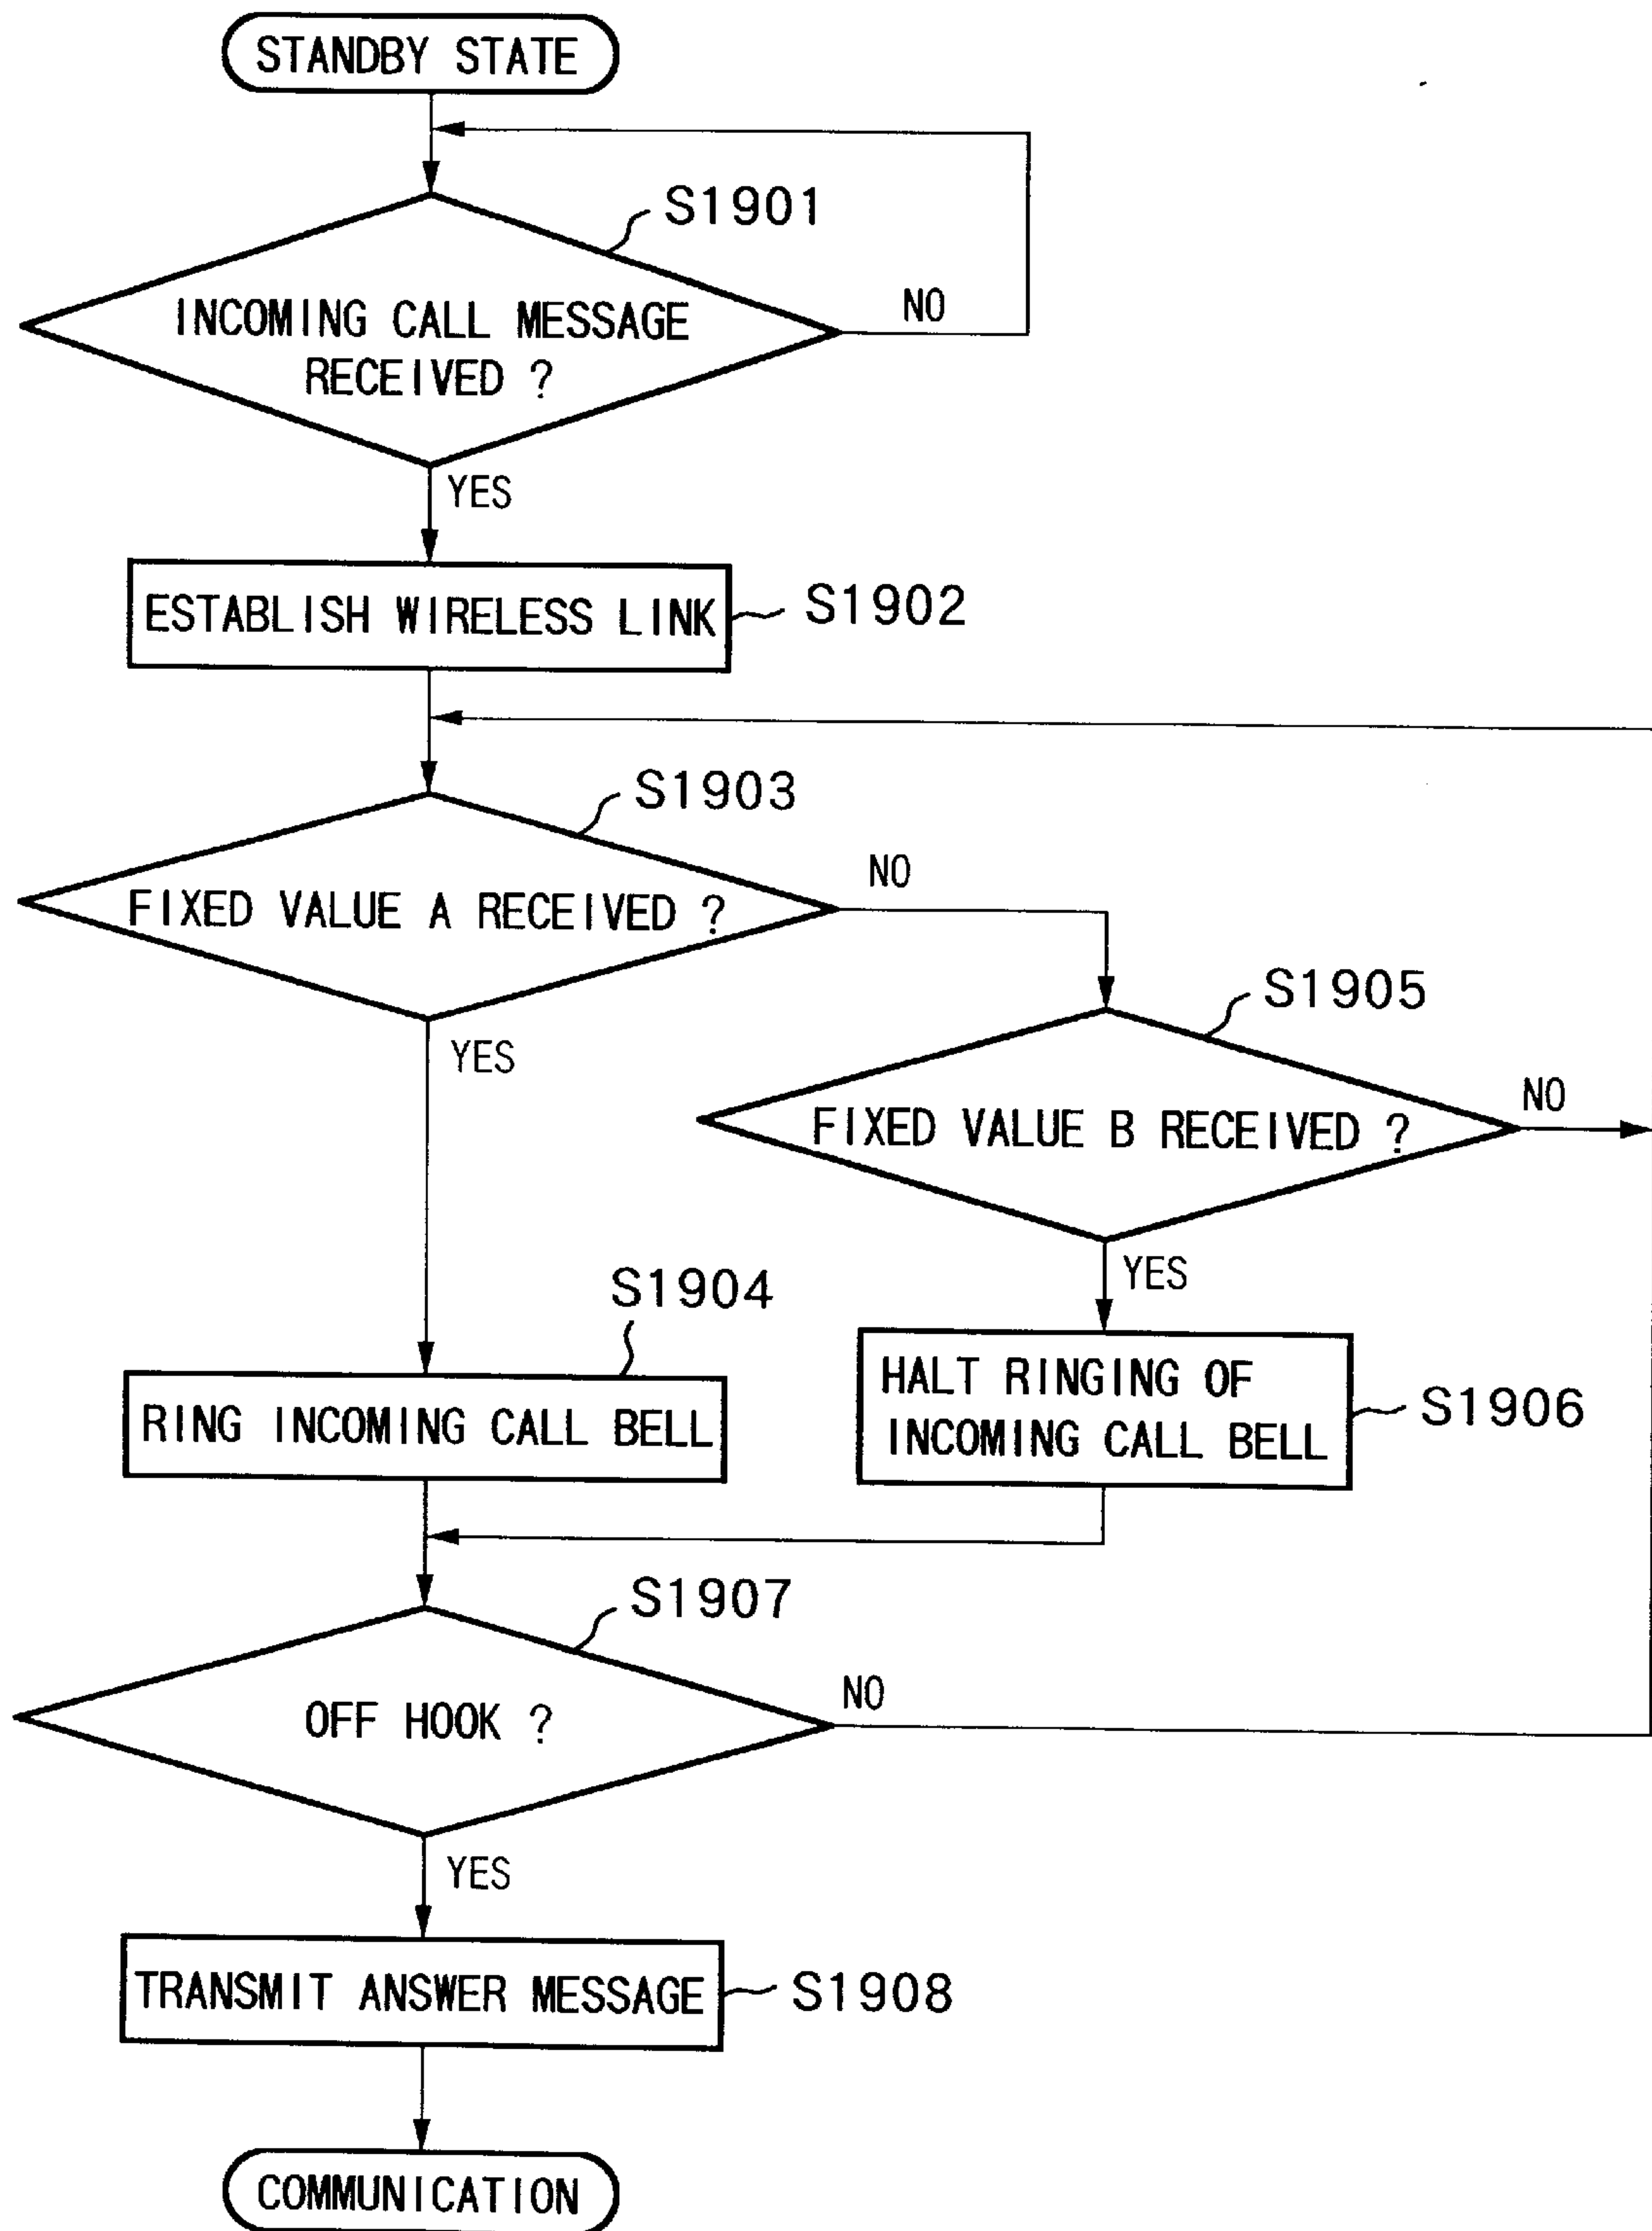 STANDBY STATE
S1901
INCOMING CALL MESSAGE
RECEIVED ?
NO
YES
ESTABLISH WIRELESS LINK
S1902
S1903
FIXED VALUE A RECEIVED ?
NO
YES
S1905
FIXED VALUE B RECEIVED ?
NO
YES
S1904
RING INCOMING CALL BELL
HALT RINGING OF
INCOMING CALL BELL
S1906
S1907
OFF HOOK ?
NO
YES
TRANSMIT ANSWER MESSAGE
S1908
COMMUNICATION